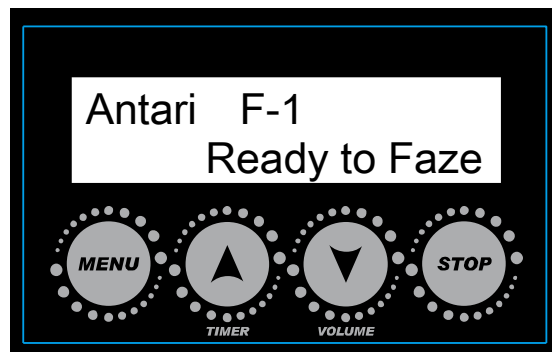 Antari F-1
Ready to Faze
MENU
STOP
TIMER
VOLUME